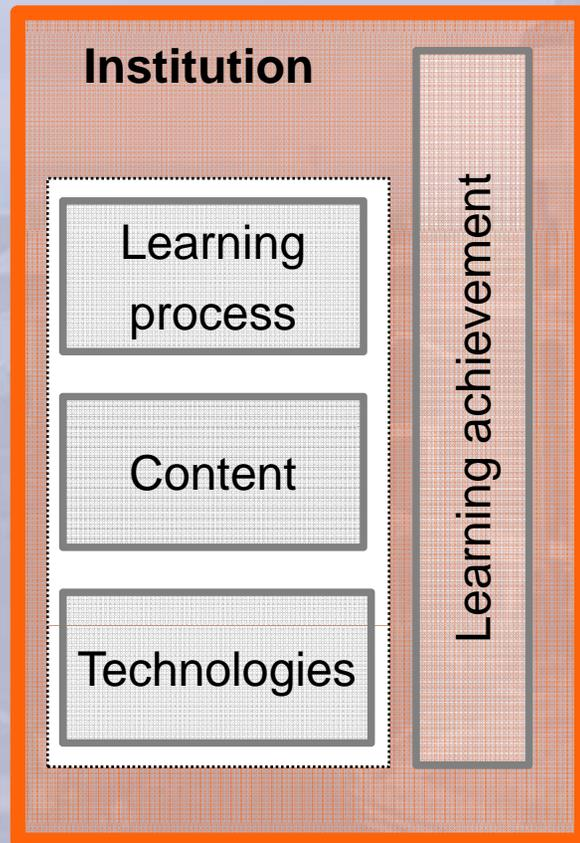 Institution
Learning
process
Content
Technologies
Learning achievement